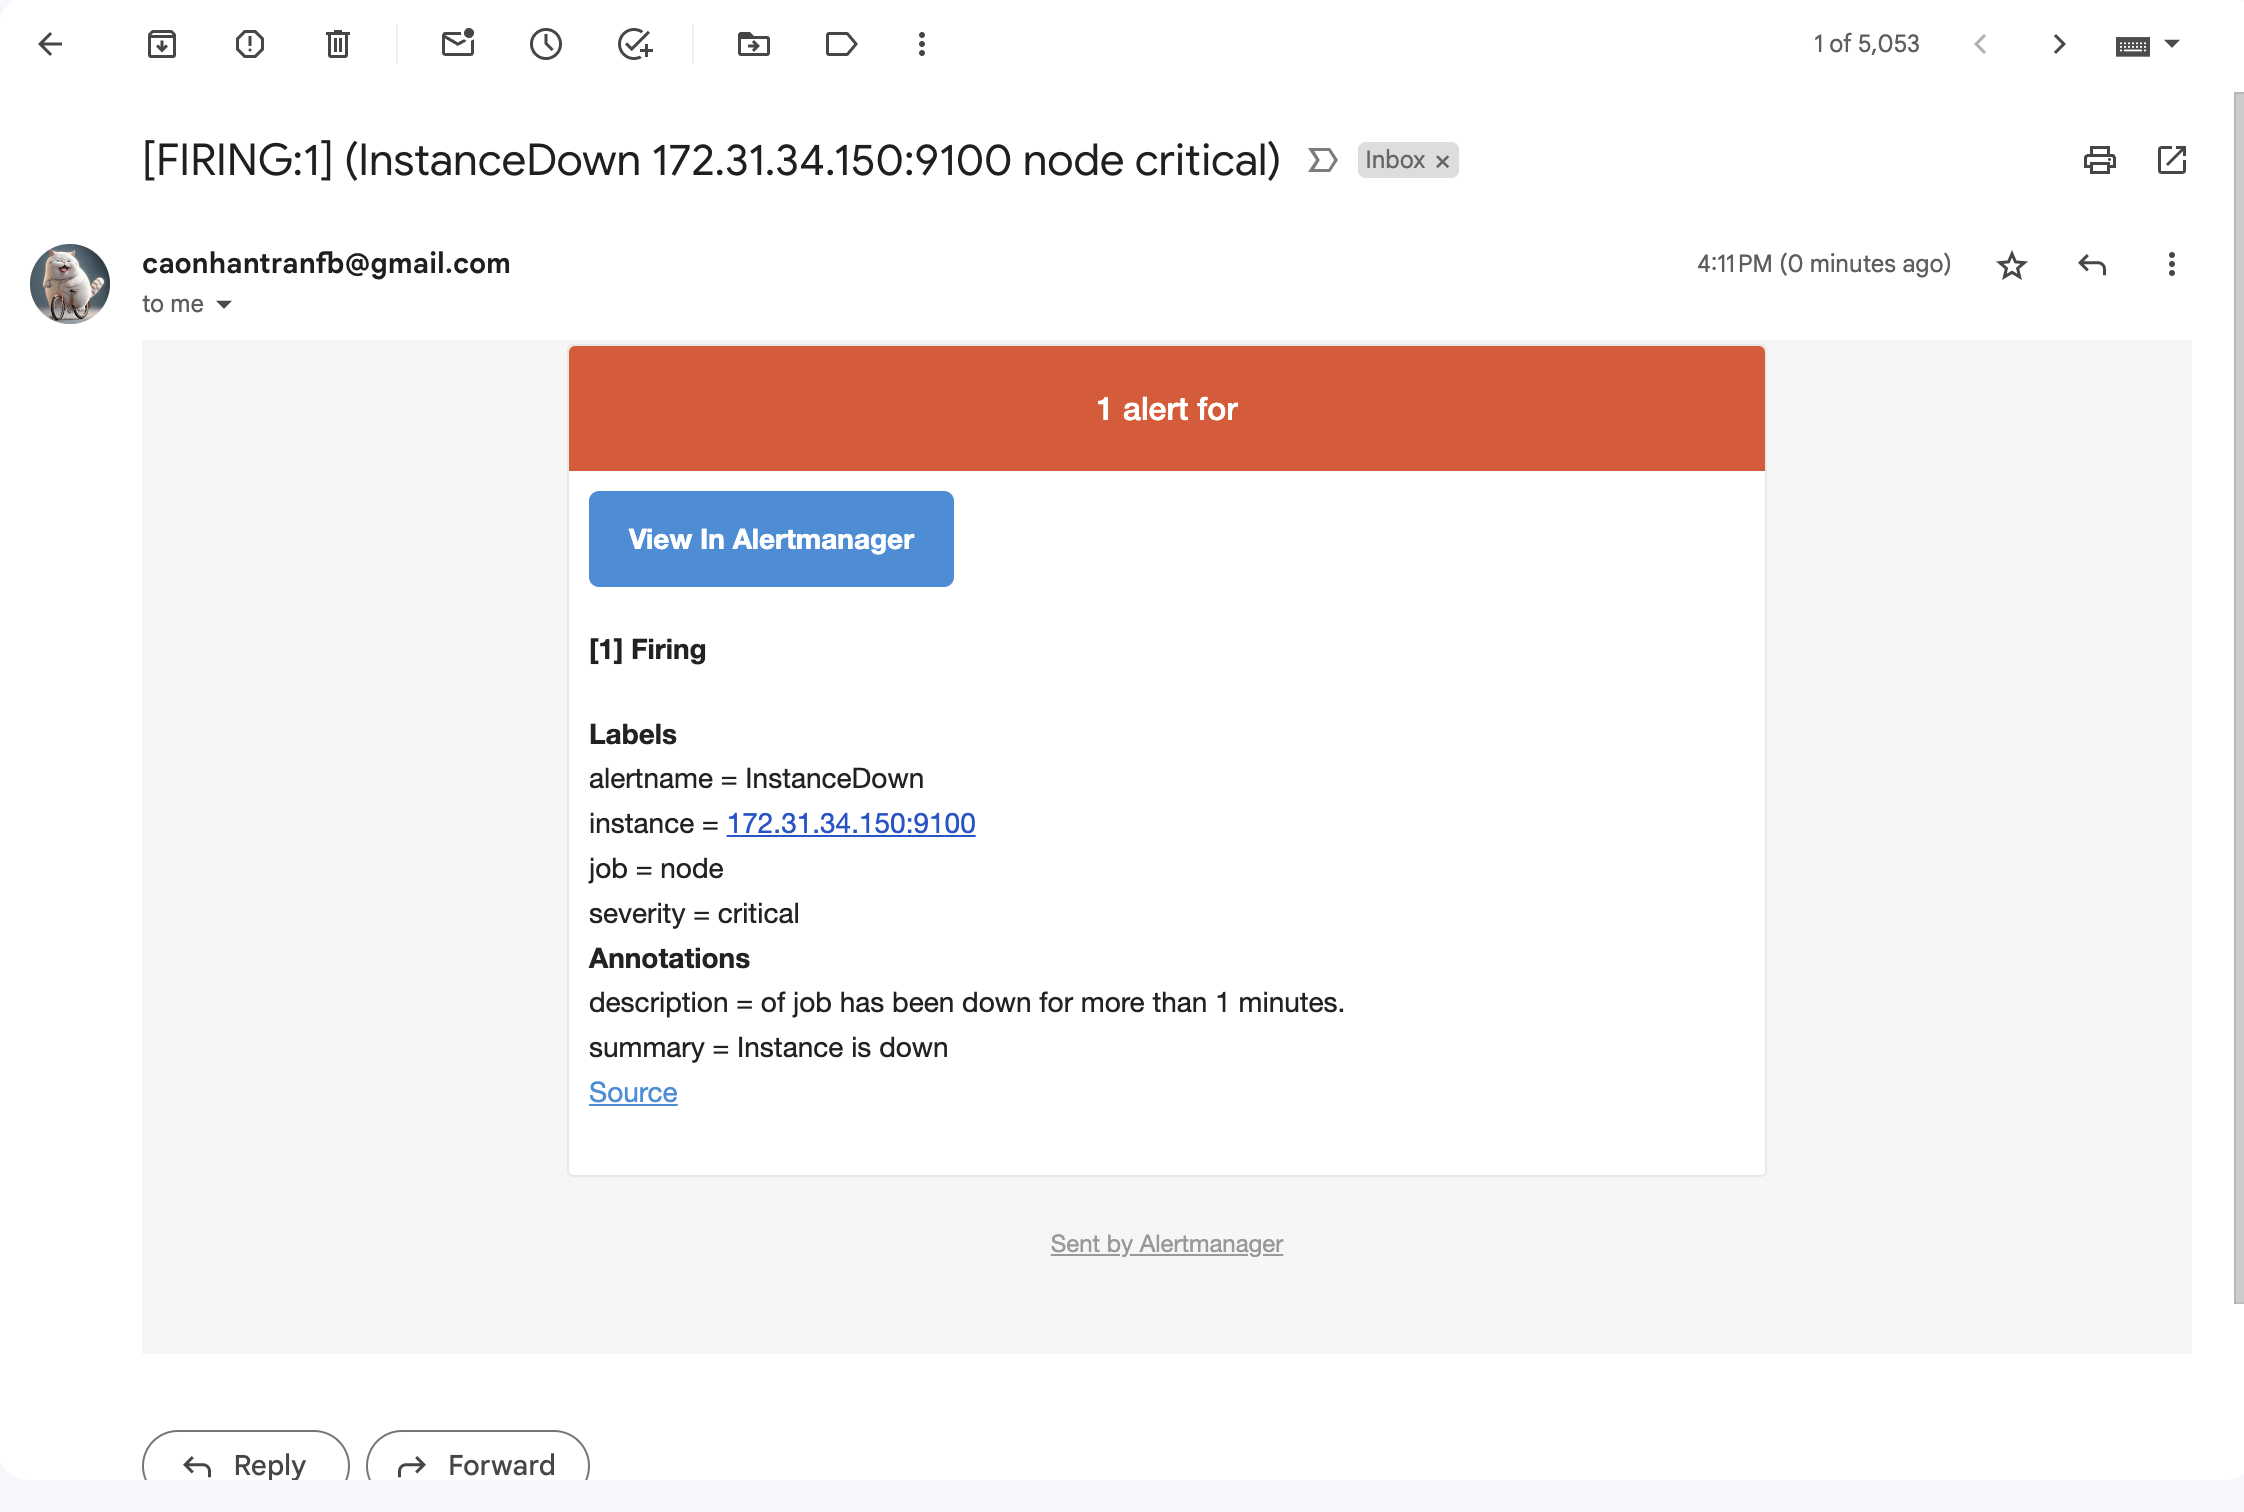 1 of 5,053
[FIRING:1] (InstanceDown 172.31.34.150:9100 node critical)
Inbox ×
caonhantranfb@gmail.com
4:11 PM (0 minutes ago)
to me
1 alert for
View In Alertmanager
[1] Firing
Labels
alertname = InstanceDown
instance = 172.31.34.150:9100
job = node
severity = critical
Annotations
description = of job has been down for more than 1 minutes.
summary = Instance is down
Source
Sent by Alertmanager
Reply
Forward